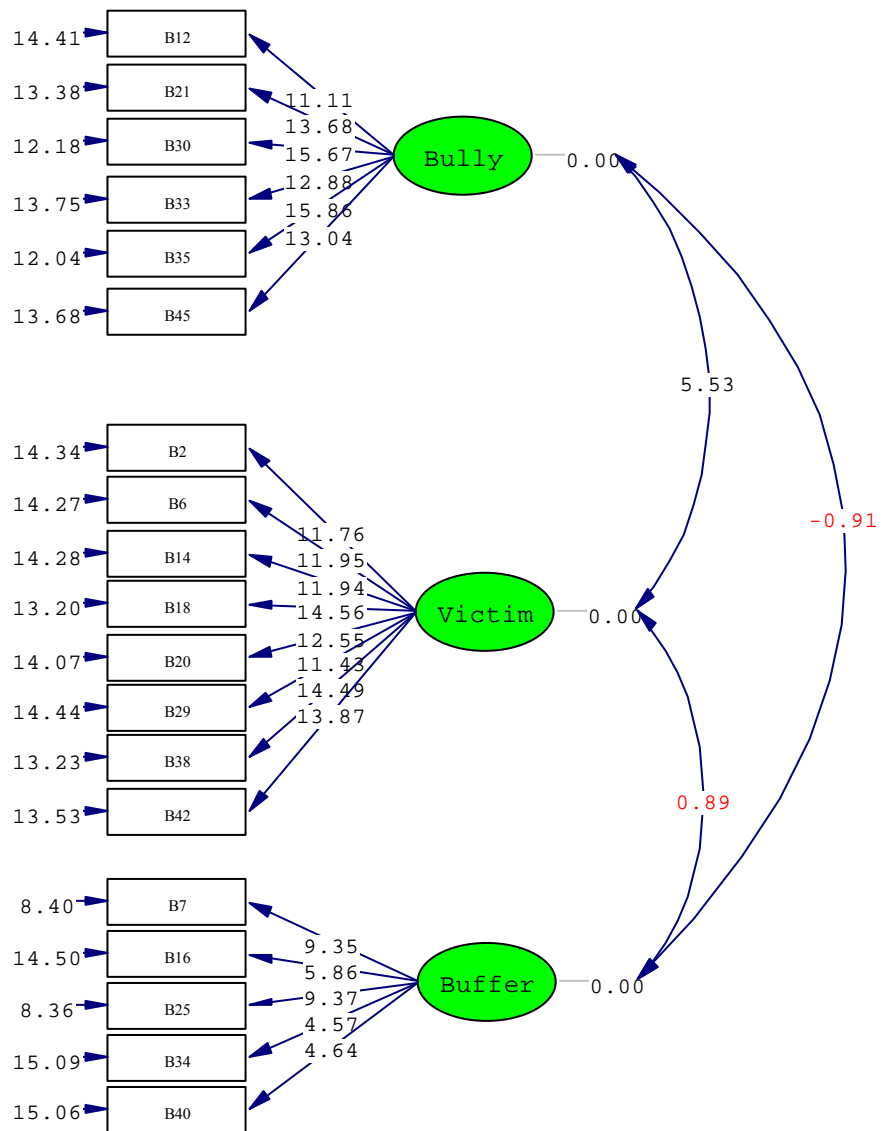 14.41 B12
13.38 B21
11.11
13.68
12.18 B30
15.67
Bully
0.00
12.88
13.75 B33
15.86
13.04
12.04 B35
13.68 B45
5.53
14.34 B2
14.27 B6
-0.91
11.76
14.28 B14
11.95
11.94
13.20 B18
14.56
Victim
0.00
12.55
14.07 B20
11.43
14.49
14.44 B29
13.87
13.23 B38
0.89
13.53 B42
8.40 B7
9.35
14.50 B16
5.86
9.37
Buffer
0.00
8.36 B25
4.57
4.64
15.09 B34
15.06 B40